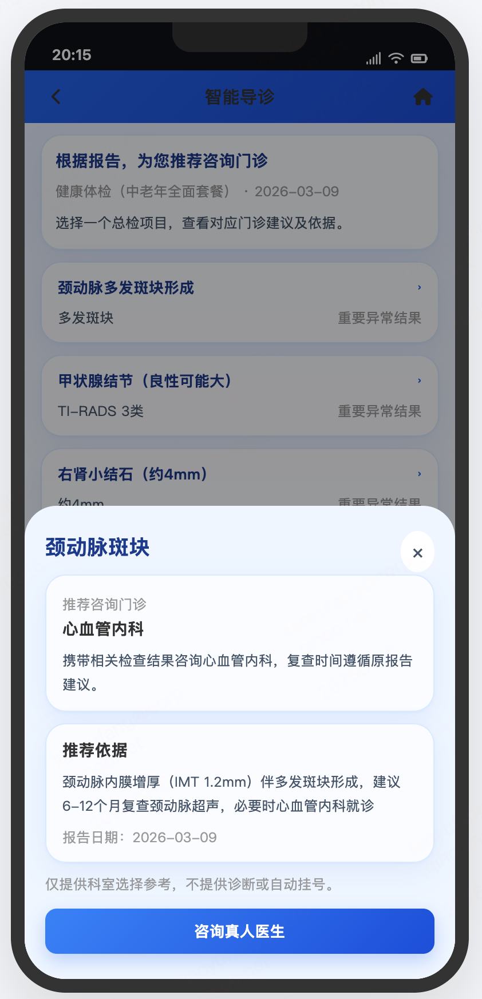 20:15
智能导诊
根据报告，为您推荐咨询门诊
健康体检（中老年全面套餐） · 2026-03-09
选择一个总检项目，查看对应门诊建议及依据。
颈动脉多发斑块形成 ›
多发斑块 重要异常结果
甲状腺结节（良性可能大） ›
TI-RADS 3类 重要异常结果
右肾小结石（约4mm） ›
约4mm 重要异常结果
颈动脉斑块 ×
推荐咨询门诊
心血管内科
携带相关检查结果咨询心血管内科，复查时间遵循原报告
建议。
推荐依据
颈动脉内膜增厚（IMT 1.2mm）伴多发斑块形成，建议
6-12个月复查颈动脉超声，必要时心血管内科就诊
报告日期：2026-03-09
仅提供科室选择参考，不提供诊断或自动挂号。
咨询真人医生